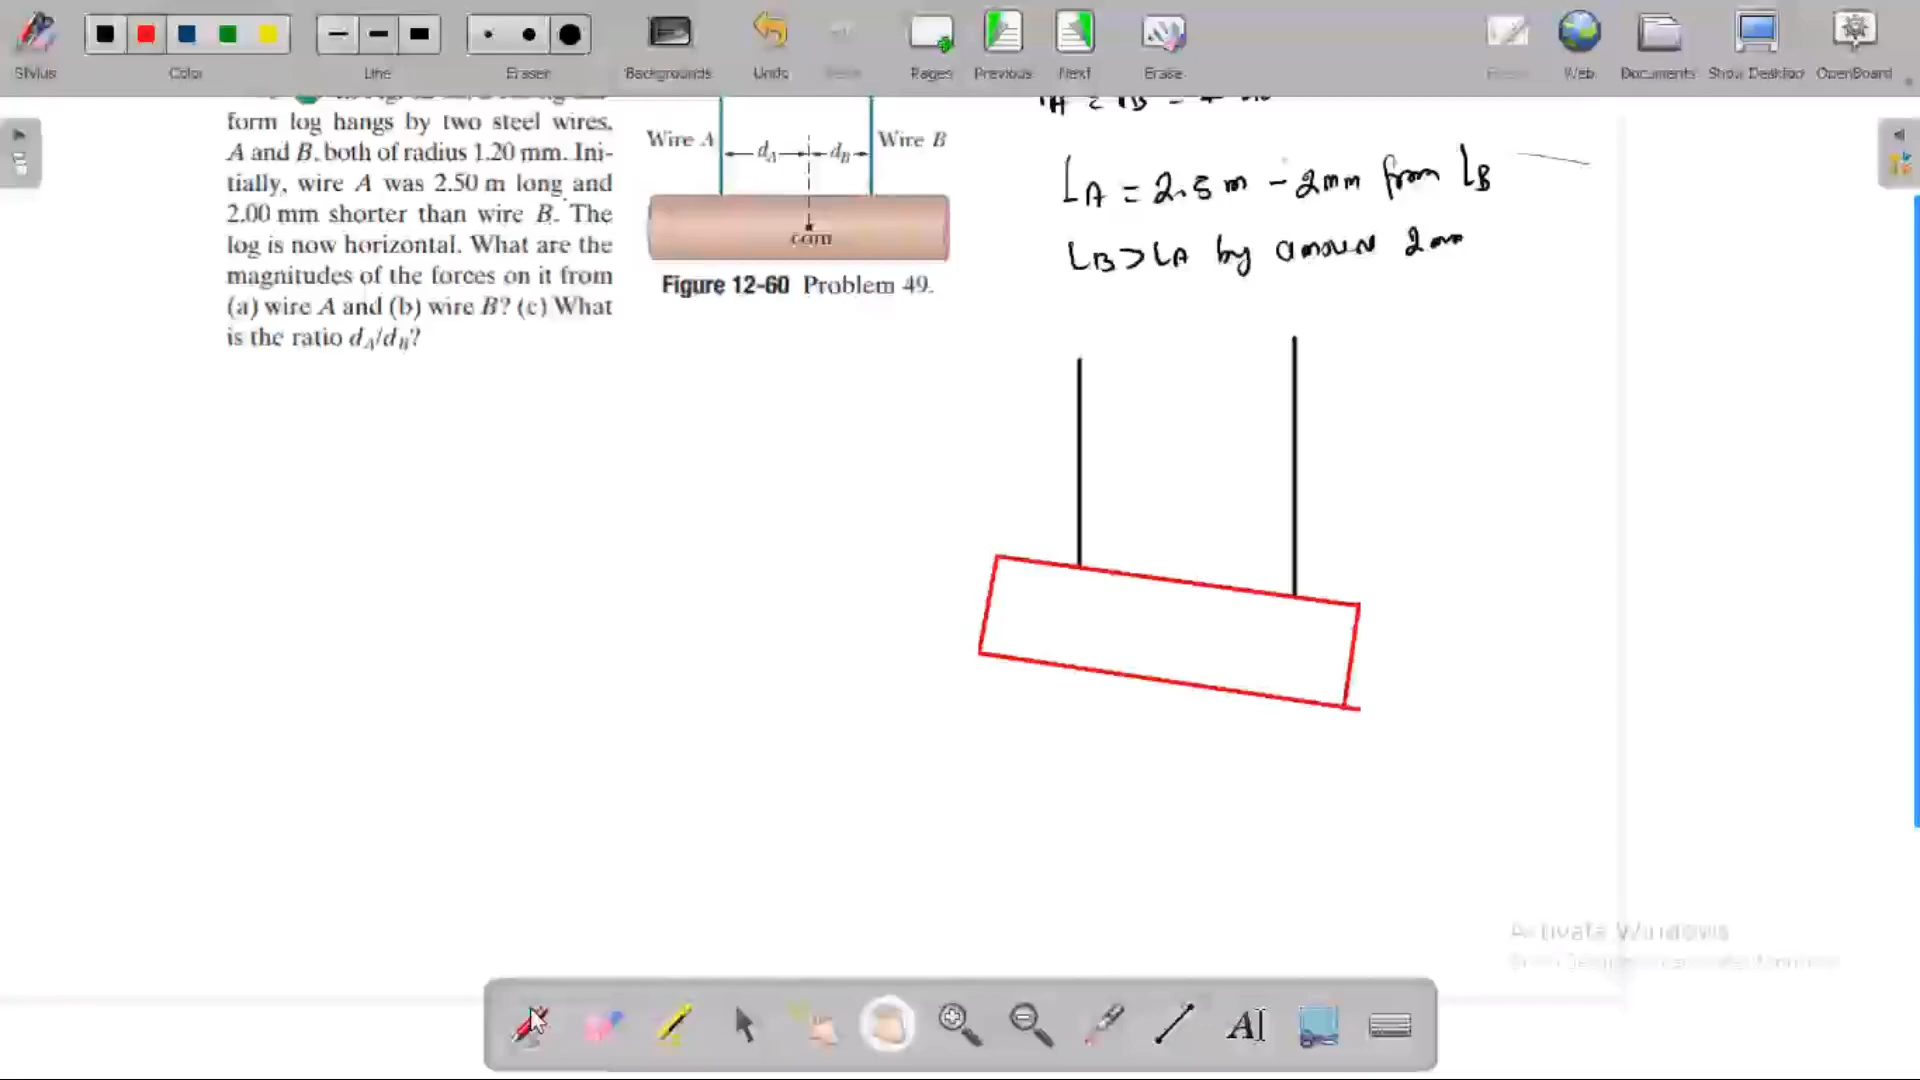 Stylus
Color
Line
Eraser
Backgrounds
Undo
Pages
Previous
Next
Erase
Web
Documents
Show Desktop
OpenBoard
form log hangs by two steel wires,
A and B, both of radius 1.20 mm. Ini-
tially, wire A was 2.50 m long and
2.00 mm shorter than wire B. The
log is now horizontal. What are the
magnitudes of the forces on it from
(a) wire A and (b) wire B? (c) What
is the ratio dA/dB?
Wire A
dA
dB
Wire B
com
Figure 12-60 Problem 49.
LA = 2.5 m - 2mm from LB
LB > LA by amount 2 mm
Activate Windows
AI